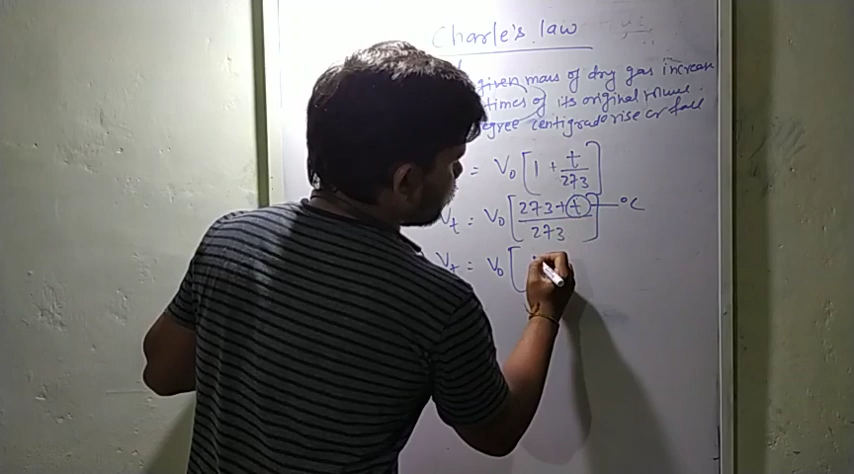 Charle's law
given mass of dry gas increase
times of its original volume.
degree centigrade rise or fall
= V₀ [1 + t/273]
Vt = V₀ [273+t/273] °C
Vt = V₀ [